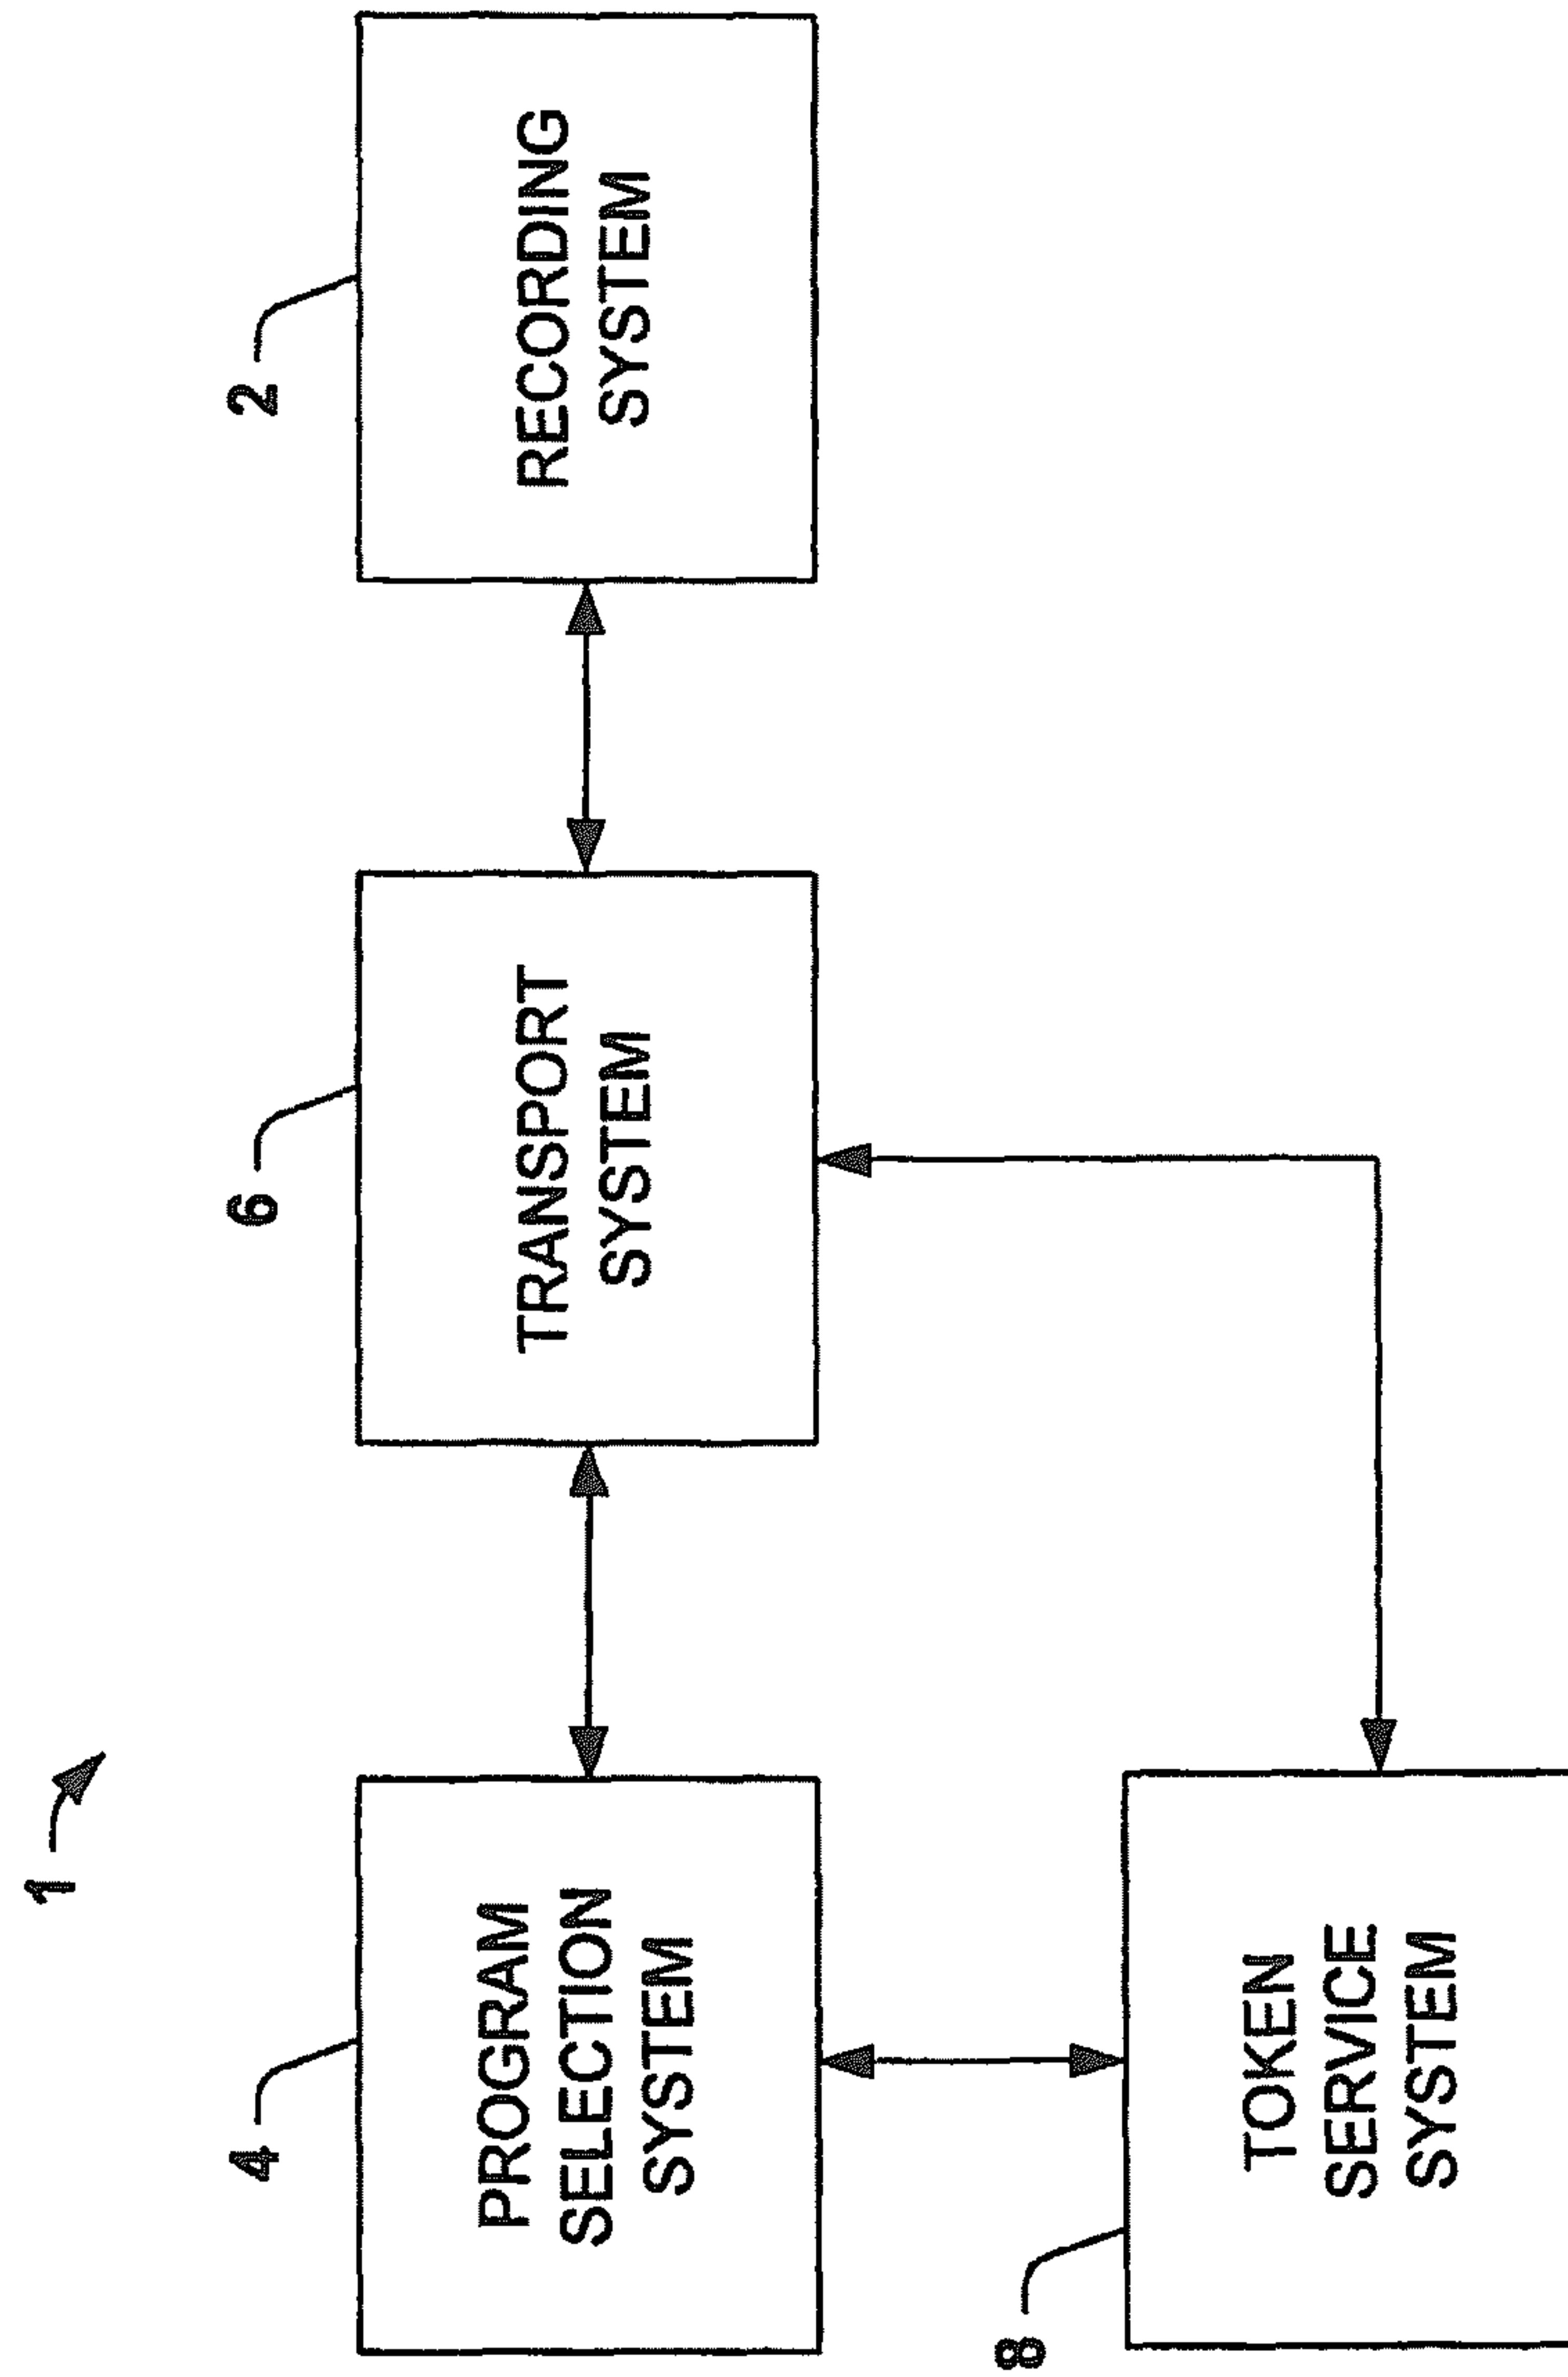 1
4
PROGRAM
SELECTION
SYSTEM
6
TRANSPORT
SYSTEM
2
RECORDING
SYSTEM
8
TOKEN
SERVICE
SYSTEM